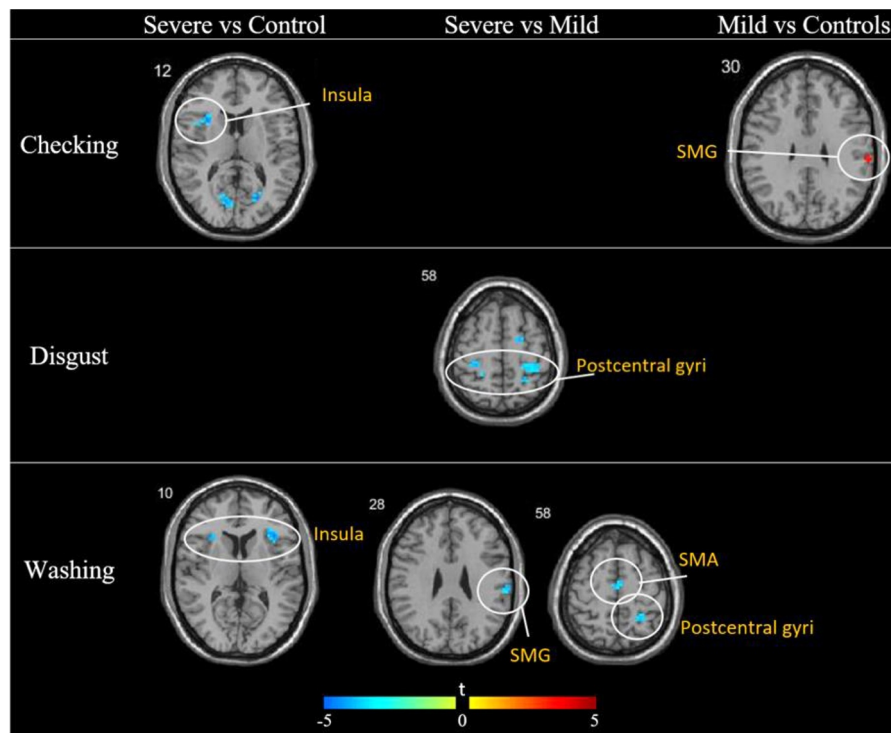 Severe vs Control
Severe vs Mild
Mild vs Controls
Checking
12
Insula
30
SMG
Disgust
58
Postcentral gyri
Washing
10
Insula
28
SMG
58
SMA
Postcentral gyri
t
-5 0 5